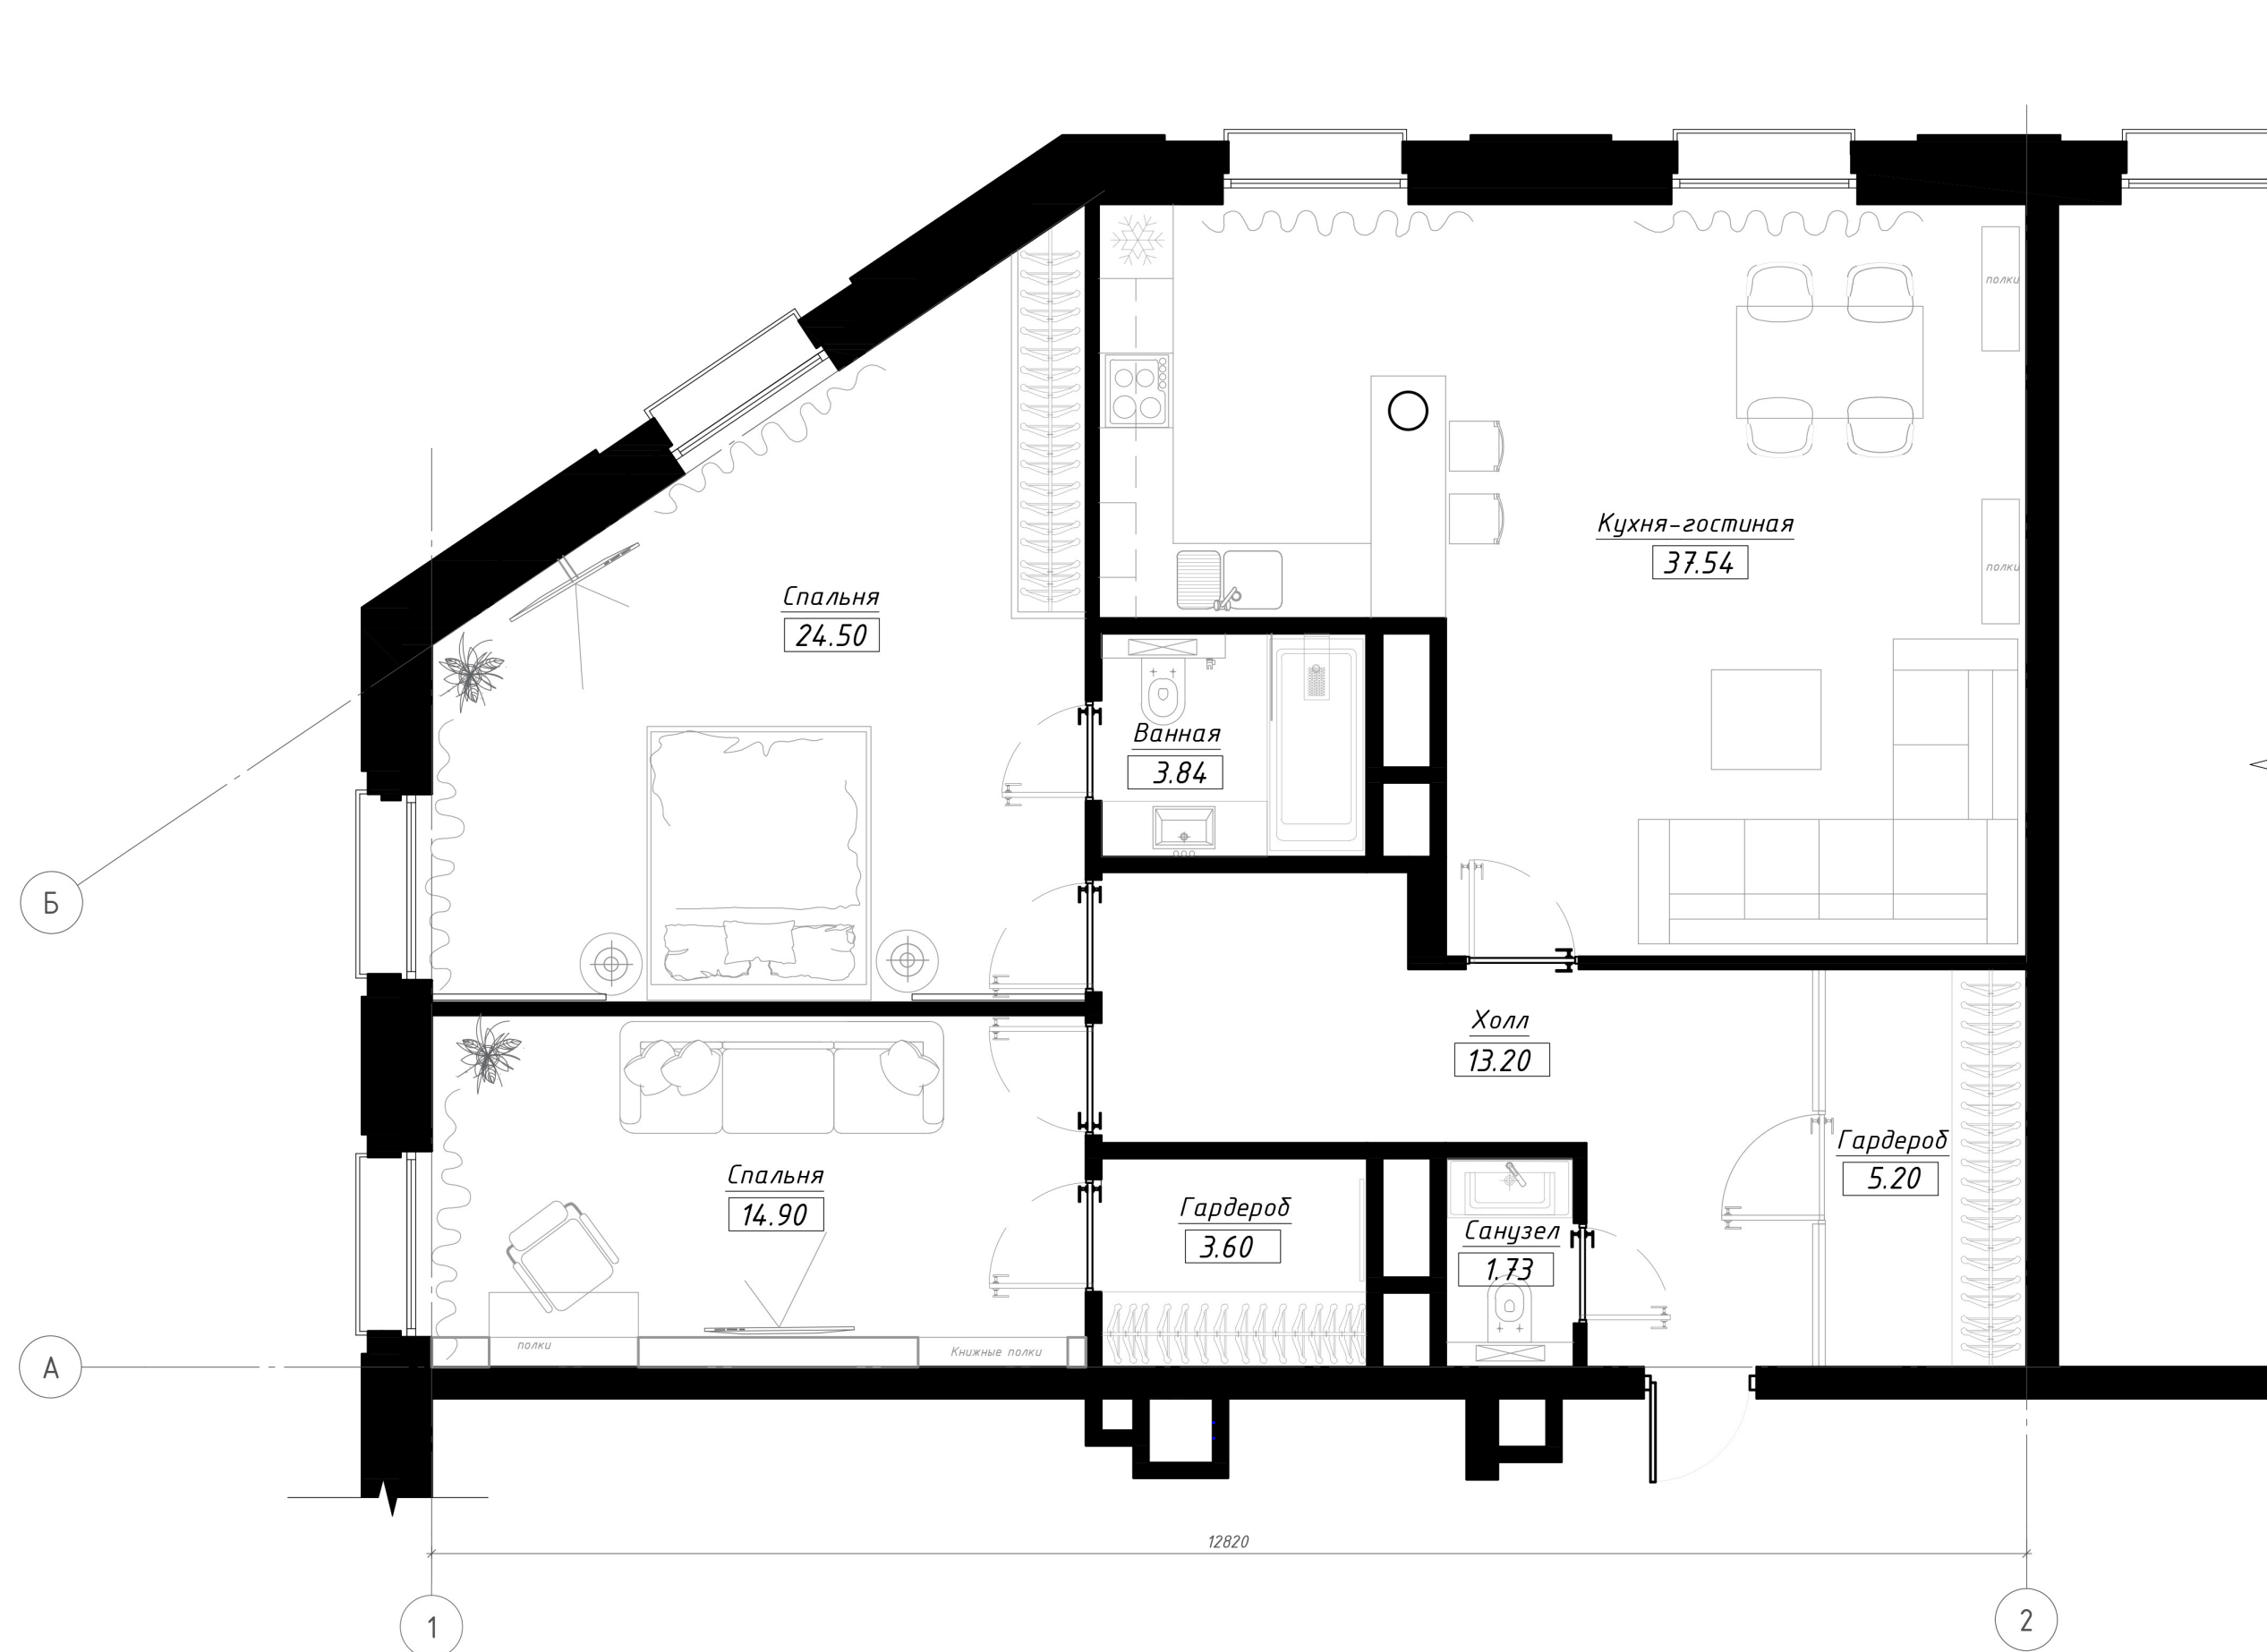 полки
Кухня-гостиная
37.54
полки
Спальня
24.50
Ванная
3.84
Б
Холл
13.20
Гардероб
5.20
Спальня
14.90
Гардероб
3.60
Санузел
1.73
полки
Книжные полки
А
12820
1
2